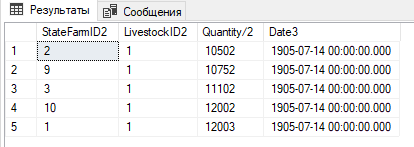 Результаты Сообщения
StateFarmID2 LivestockID2 Quantity/2 Date3
1 2 1 10502 1905-07-14 00:00:00.000
2 9 1 10752 1905-07-14 00:00:00.000
3 3 1 11102 1905-07-14 00:00:00.000
4 10 1 12002 1905-07-14 00:00:00.000
5 1 1 12003 1905-07-14 00:00:00.000